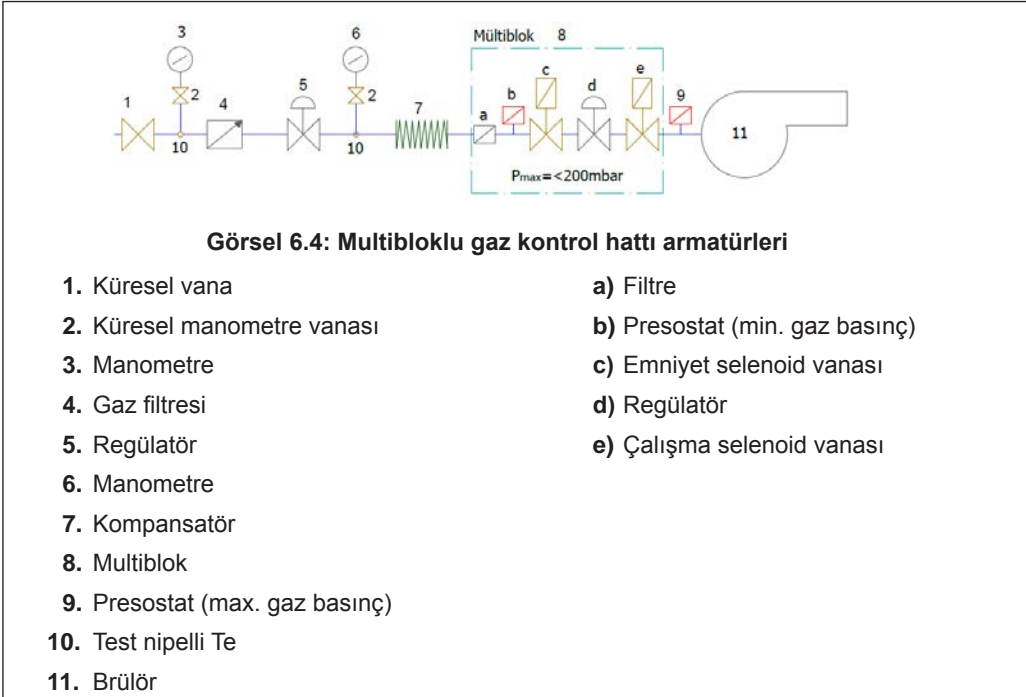 3 6 Mültiblok 8
1 2 4 5 2 7 a b c d e 9
10 10 11
Pmax=<200mbar
Görsel 6.4: Multibloklu gaz kontrol hattı armatürleri
1. Küresel vana
2. Küresel manometre vanası
3. Manometre
4. Gaz filtresi
5. Regülatör
6. Manometre
7. Kompansatör
8. Multiblok
9. Presostat (max. gaz basınç)
10. Test nipelli Te
11. Brülör
a) Filtre
b) Presostat (min. gaz basınç)
c) Emniyet selenoid vanası
d) Regülatör
e) Çalışma selenoid vanası